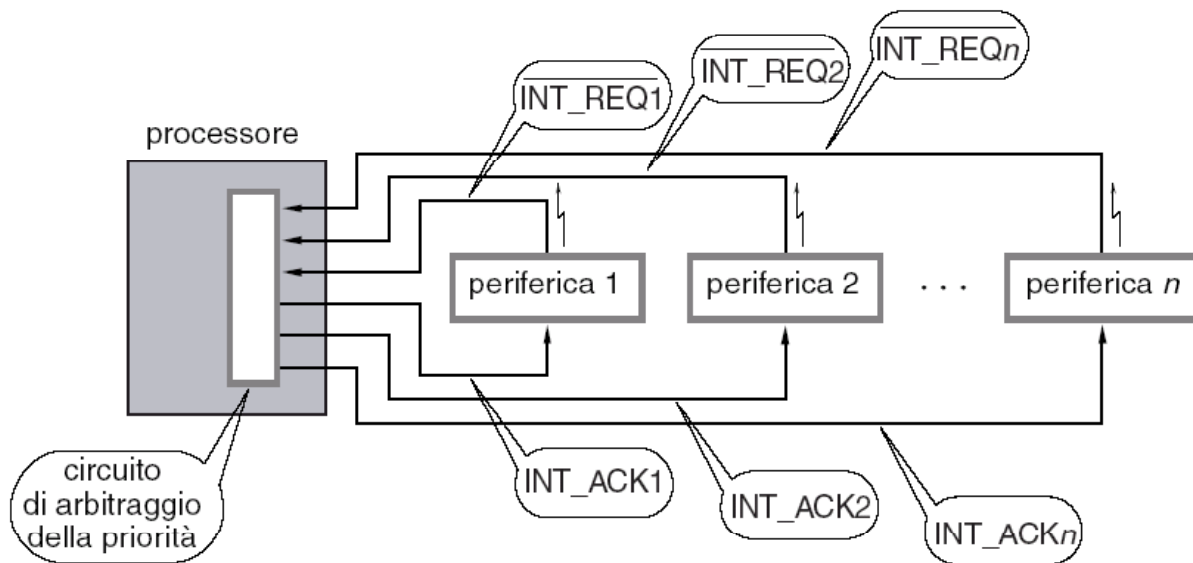 INT_REQn
INT_REQ2
INT_REQ1
processore
periferica 1
periferica 2
. . .
periferica n
circuito
di arbitraggio
della priorità
INT_ACK1
INT_ACK2
INT_ACKn